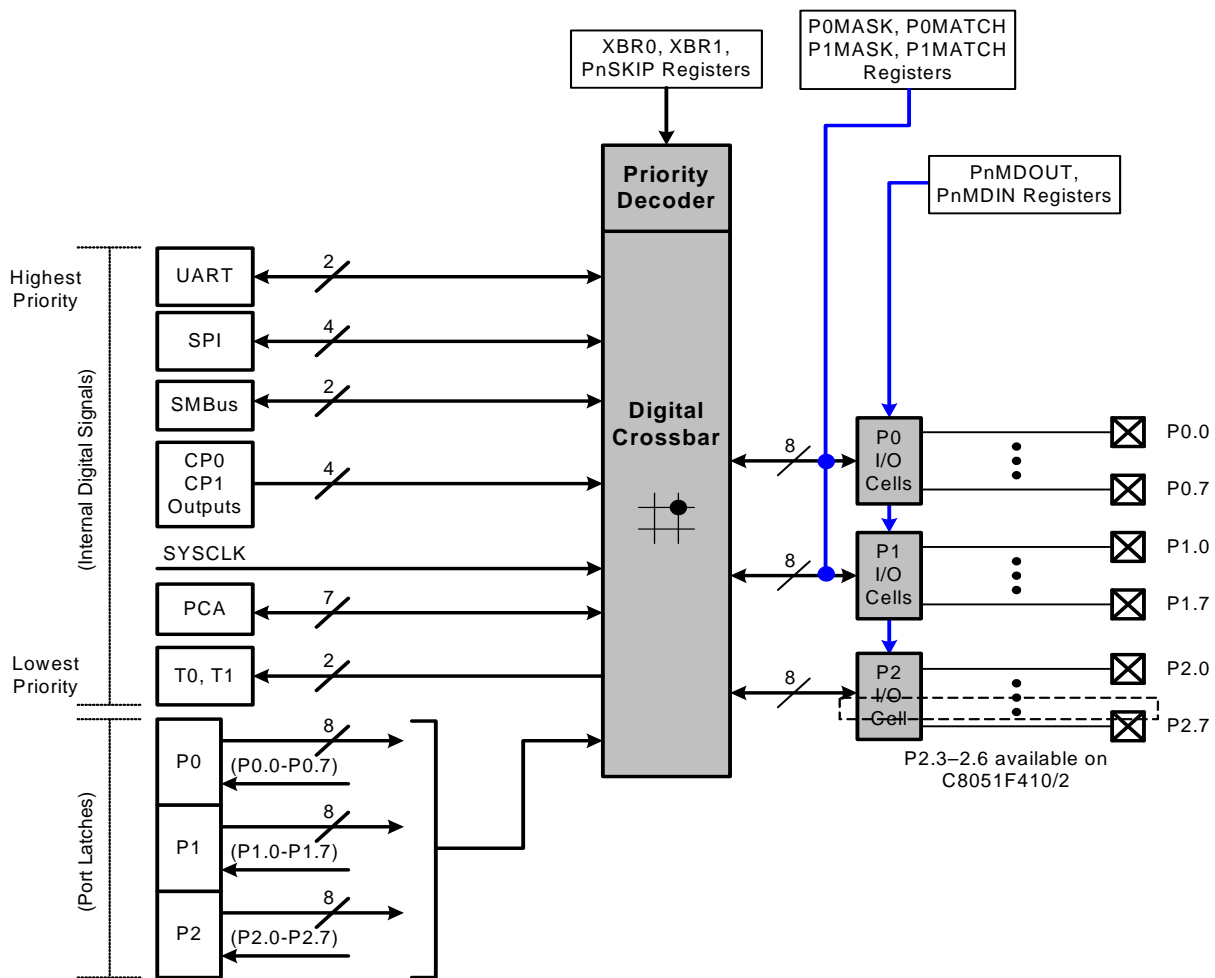 XBR0, XBR1,
PnSKIP Registers
P0MASK, P0MATCH
P1MASK, P1MATCH
Registers
PnMDOUT,
PnMDIN Registers
Priority
Decoder
Digital
Crossbar
Highest
Priority
(Internal Digital Signals)
Lowest
Priority
UART
2
SPI
4
SMBus
2
CP0
CP1
Outputs
4
SYSCLK
PCA
7
T0, T1
2
(Port Latches)
P0
8
(P0.0-P0.7)
P1
8
(P1.0-P1.7)
P2
8
(P2.0-P2.7)
8
P0
I/O
Cells
P0.0
P0.7
8
P1
I/O
Cells
P1.0
P1.7
8
P2
I/O
Cell
P2.0
P2.7
P2.3–2.6 available on
C8051F410/2